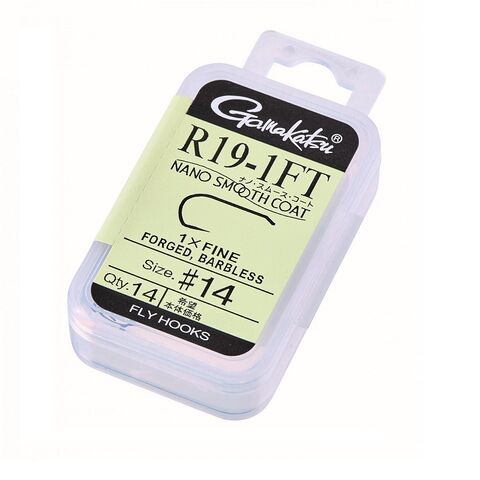 Gamakatsu®
R19-1FT
ナノ・スムース・コート
NANO SMOOTH COAT
1×FINE
FORGED, BARBLESS
Size. #14
Qty. 14 希望本体価格
FLY HOOKS